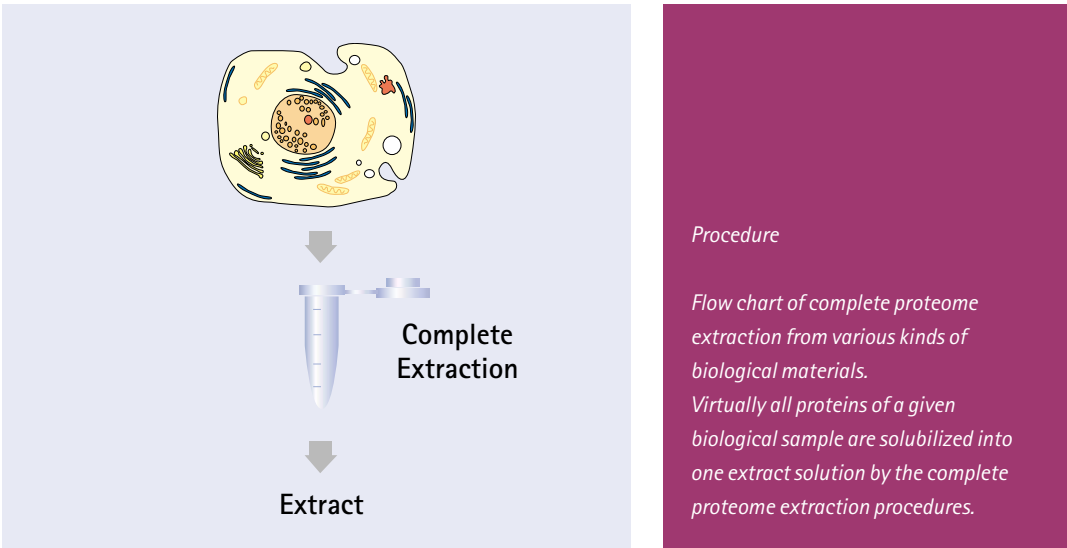 Complete
Extraction
Extract
Procedure
Flow chart of complete proteome
extraction from various kinds of
biological materials.
Virtually all proteins of a given
biological sample are solubilized into
one extract solution by the complete
proteome extraction procedures.